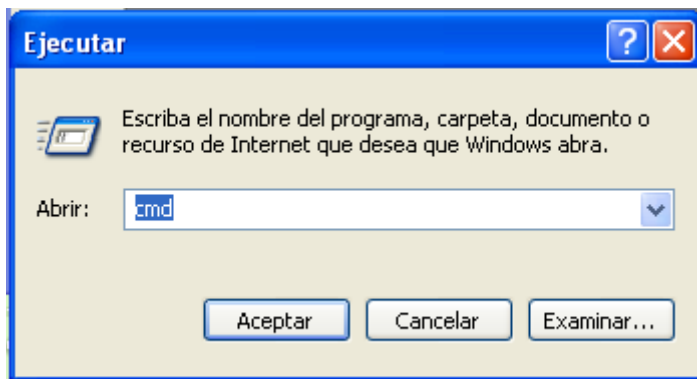 Ejecutar
Escriba el nombre del programa, carpeta, documento o
recurso de Internet que desea que Windows abra.
Abrir: cmd
Aceptar Cancelar Examinar...